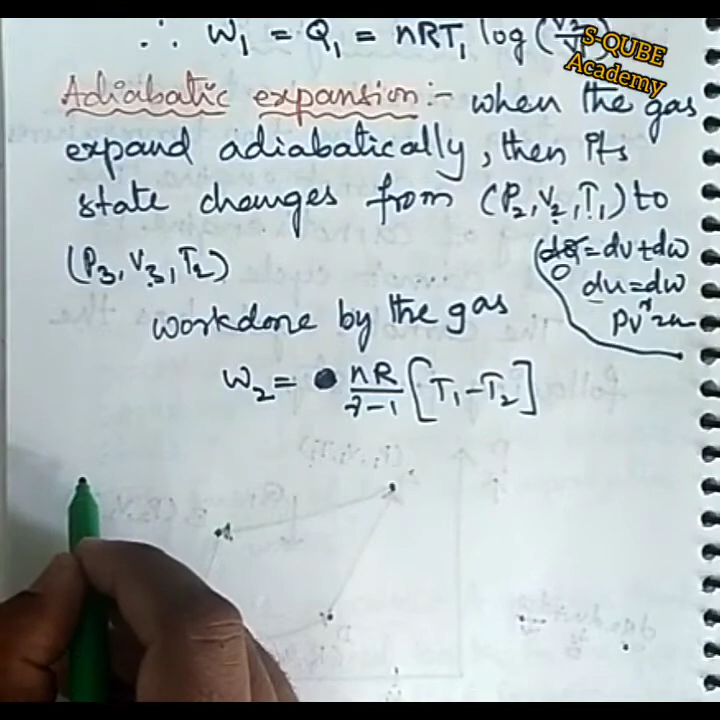 ∴ W₁ = Q₁ = nRT₁ log(V₂/V₁)
S-QUBE
Academy
Adiabatic expansion :- when the gas
expand adiabatically, then its
state changes from (P₂, V₂, T₁) to
(P₃, V₃, T₂)
dQ = du + dw
0
du = dw
workdone by the gas
W₂ = nR/γ-1 [T₁ - T₂]